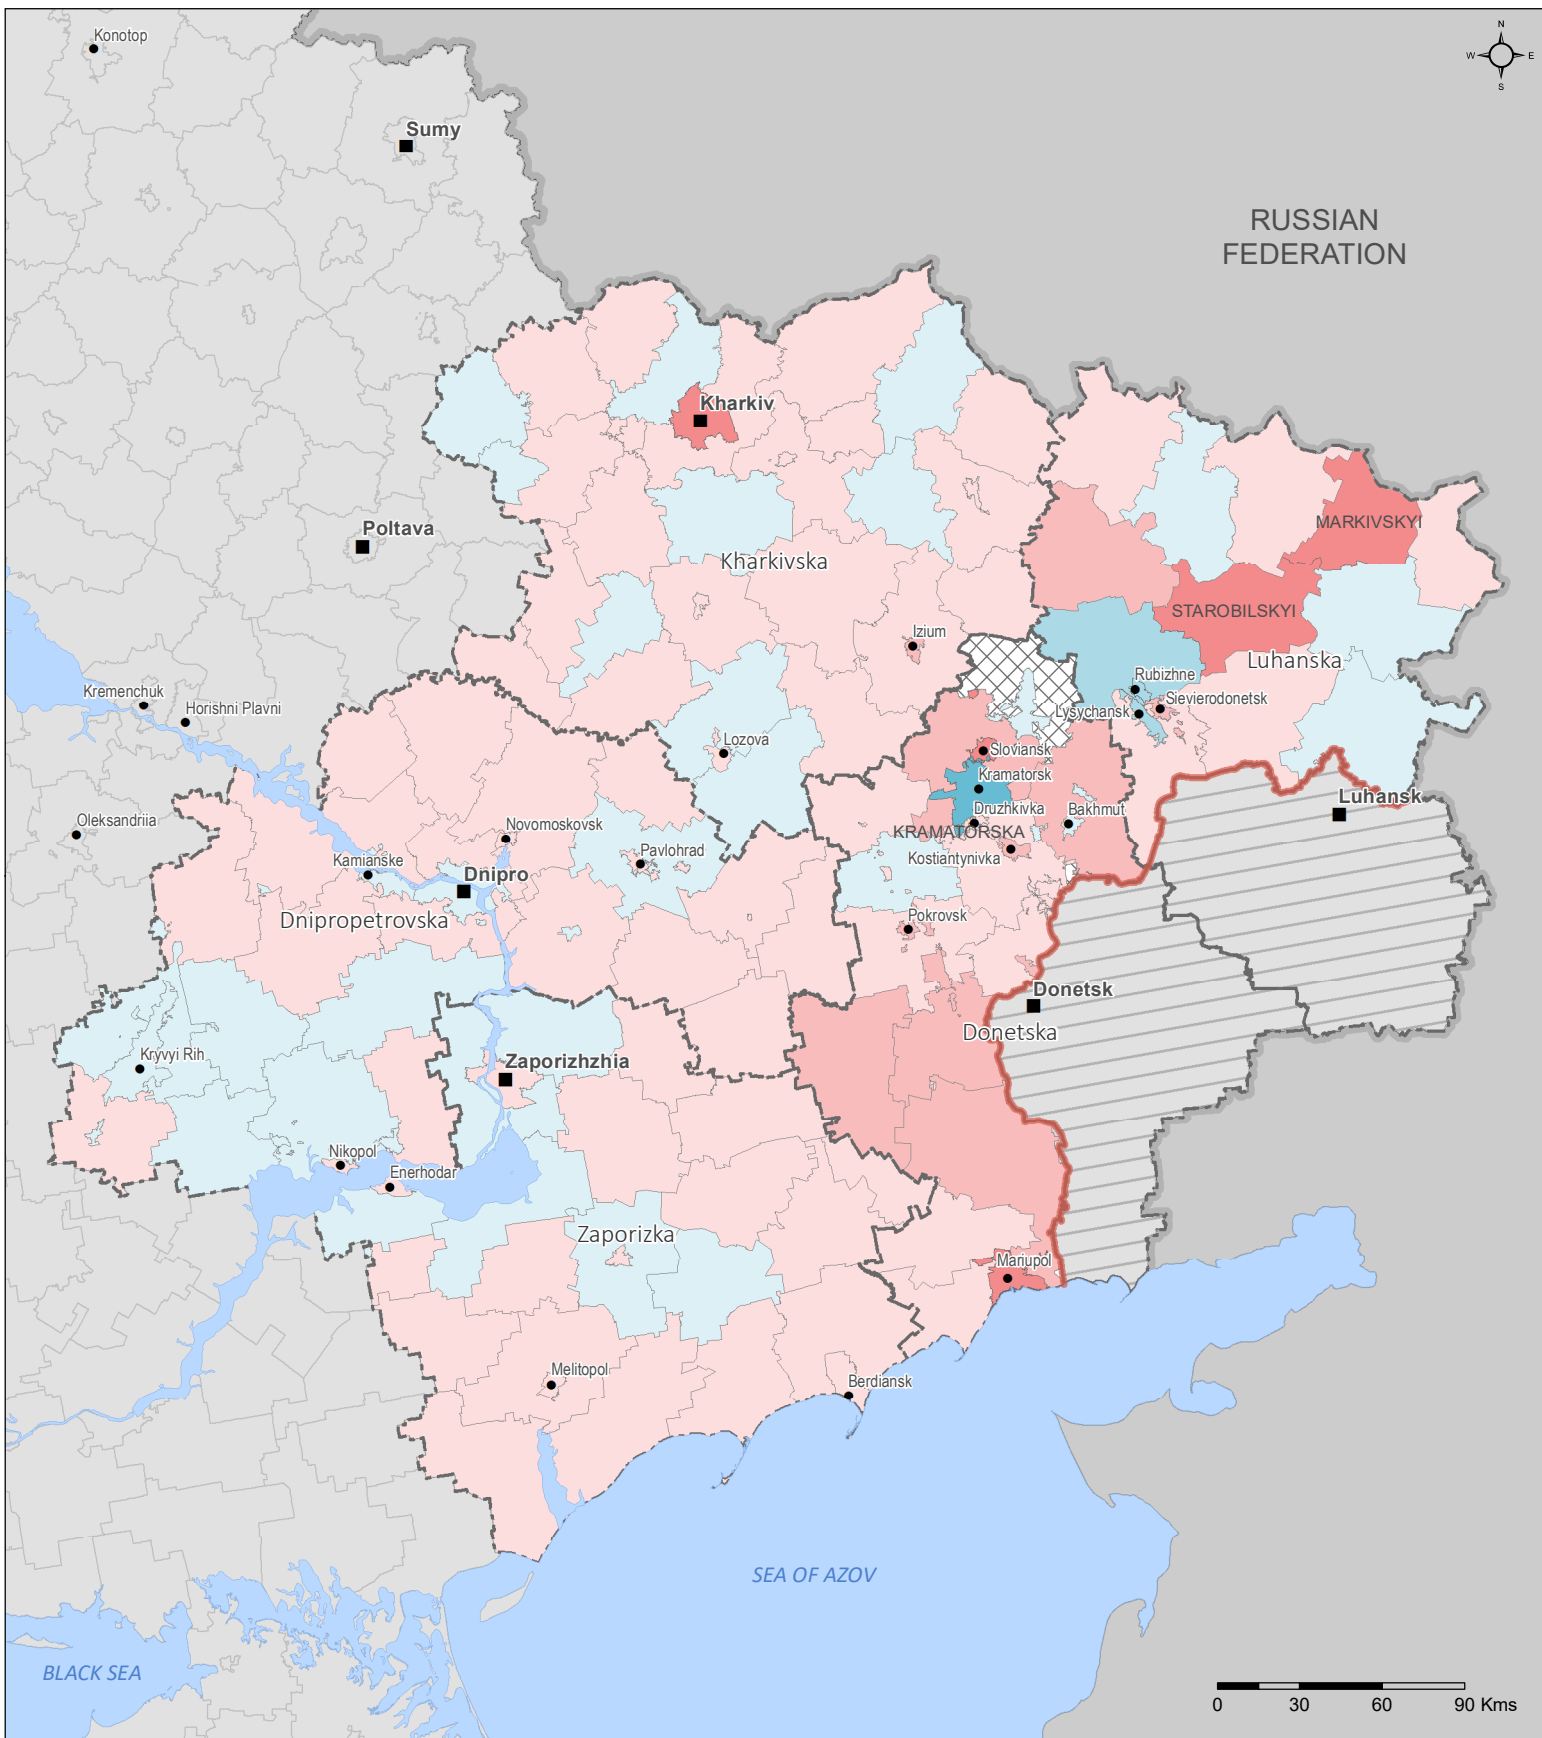 Konotop
N
W
E
S
Sumy
RUSSIAN
FEDERATION
Kharkiv
MARKIVSKYI
Poltava
Kharkivska
STAROBILSKYI
Izium
Luhanska
Rubizhne
Kremenchuk
Sievierodonetsk
Horishni Plavni
Lysychansk
Lozova
Sloviansk
Kramatorsk
Luhansk
Druzhkivka
Bakhmut
Oleksandriia
Novomoskovsk
KRAMATORSKA
Kamianske
Pavlohrad
Kostiantynivka
Dnipro
Dnipropetrovska
Pokrovsk
Donetsk
Donetska
Kryvyi Rih
Zaporizhzhia
Nikopol
Enerhodar
Zaporizka
Mariupol
Melitopol
Berdiansk
SEA OF AZOV
BLACK SEA
0 30 60 90 Kms